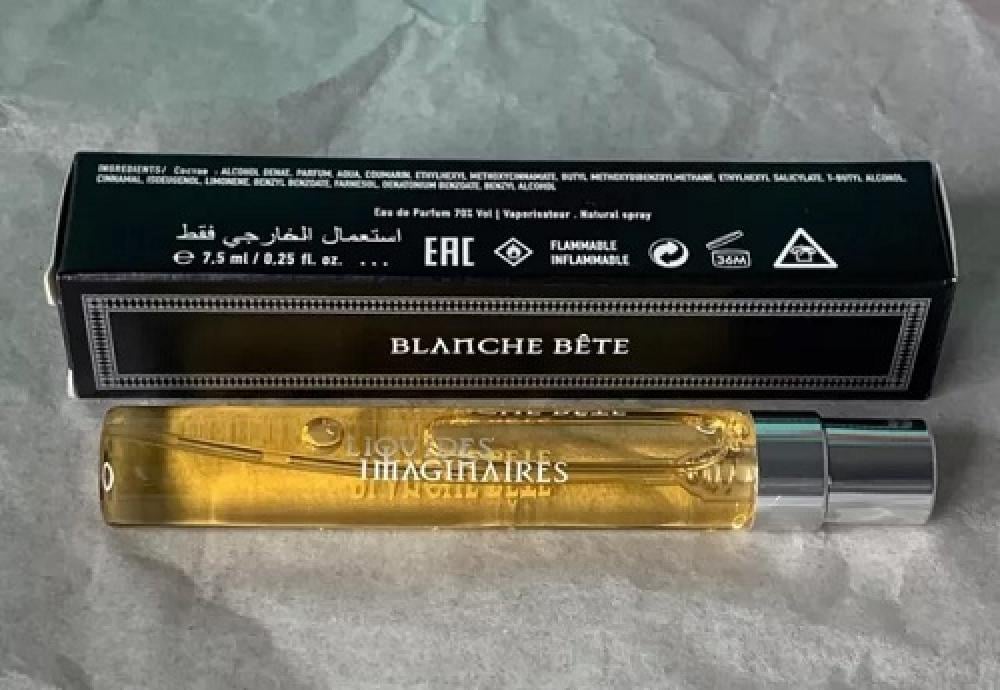 INGREDIENTS/ Состав : ALCOHOL DENAT, PARFUM, AQUA, COUMARIN, ETHYLHEXYL METHOXYCINNAMATE, BUTYL METHOXYDIBENZOYLMETHANE, ETHYLHEXYL SALICYLATE, T-BUTYL ALCOHOL,
CINNAMAL, ISOEUGENOL, LIMONENE, BENZYL BENZOATE, FARNESOL, DENATONIUM BENZOATE, BENZYL ALCOHOL
Eau de Parfum 70% Vol | Vaporisateur . Natural spray
استعمال الخارجي فقط
℮ 7.5 ml / 0,25 fl. oz. ...
EAC
FLAMMABLE
INFLAMMABLE
36M
BLANCHE BÊTE
LIQUIDES
IMAGINAIRES
BLANCHE BÊTE